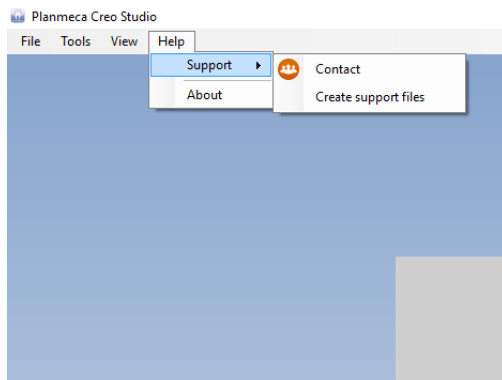 Planmeca Creo Studio
File Tools View Help
Support Contact
About Create support files